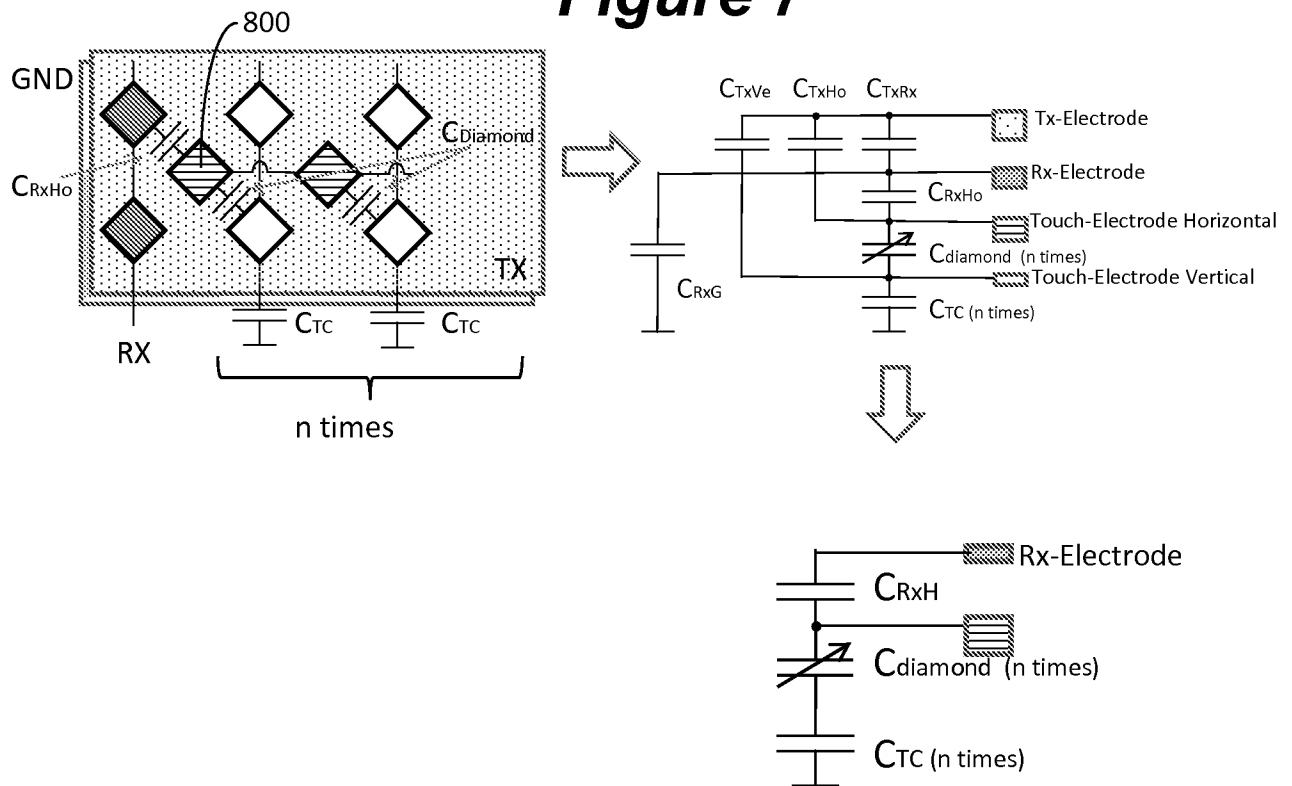 Figure 7
800
GND
CDiamond
CRxHo
TX
CTC
CTC
RX
n times
CTxVe CTxHo CTxRx
Tx-Electrode
Rx-Electrode
CRxHo
Touch-Electrode Horizontal
Cdiamond (n times)
Touch-Electrode Vertical
CRxG
CTC (n times)
Rx-Electrode
CRxH
Cdiamond (n times)
CTC (n times)